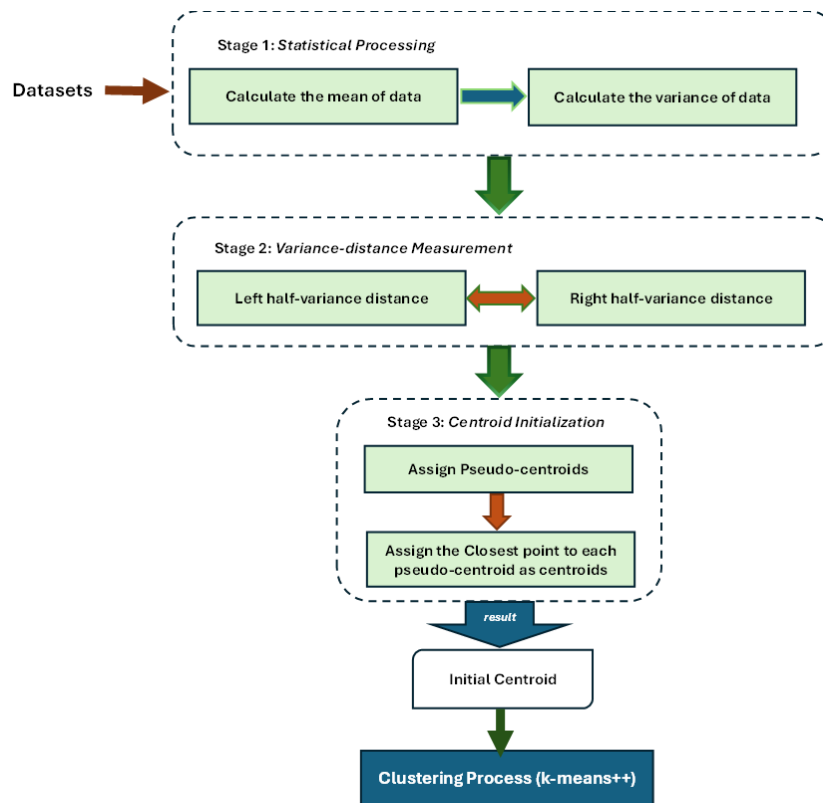 Stage 1: Statistical Processing
Datasets
Calculate the mean of data
Calculate the variance of data
Stage 2: Variance-distance Measurement
Left half-variance distance
Right half-variance distance
Stage 3: Centroid Initialization
Assign Pseudo-centroids
Assign the Closest point to each
pseudo-centroid as centroids
result
Initial Centroid
Clustering Process (k-means++)